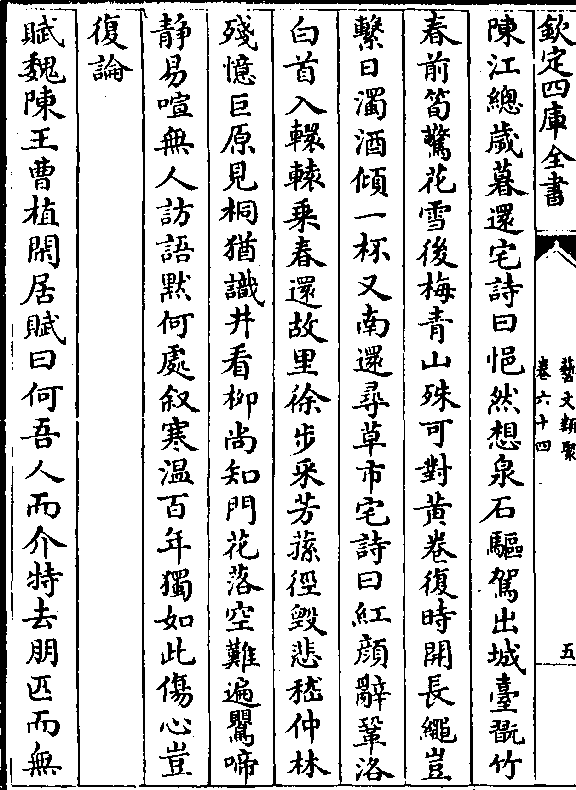 欽定四庫全書
藝文類聚
卷六十四
五
陳江總歲暮還宅詩曰悒然想泉石驅駕出城臺翫竹
春前筍驚花雪後梅青山殊可對黃卷復時開長繩豈
繫日濁酒傾一杯又南還尋草市宅詩曰紅顏辭鞏洛
白首入轘轅乗春還故里徐步采芳蓀徑毀悲嵇仲林
殘憶巨原見桐猶識井看柳尚知門花落空難遍鸎啼
静易喧無人訪語默何處叙寒温百年獨如此傷心豈
復論
賦魏陳王曹植閑居賦曰何吾人而介特去朋匹而無